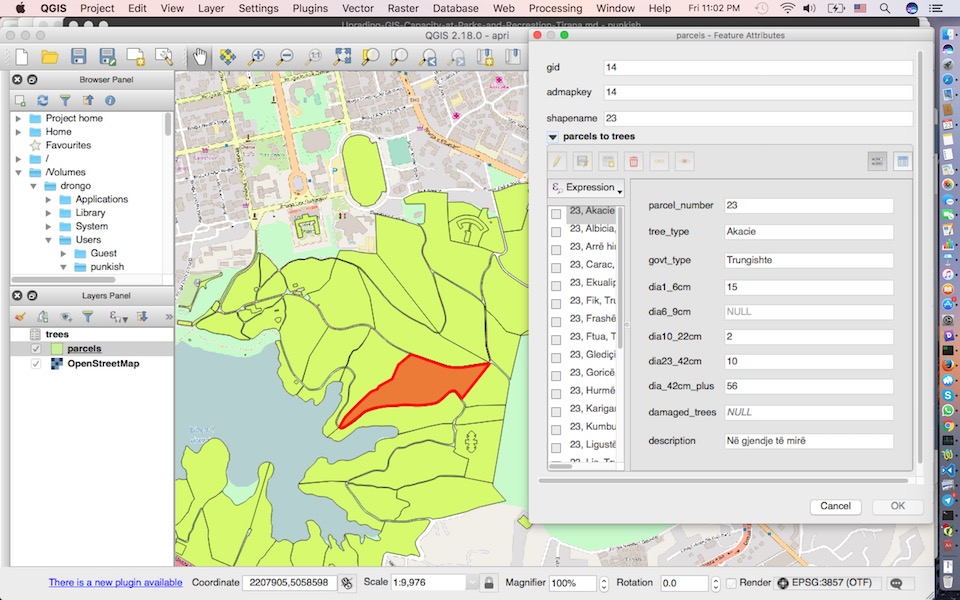 QGIS Project Edit View Layer Settings Plugins Vector Raster Database Web Processing Window Help Fri 11:02 PM
Upgrading-GIS-Capacity-at-Parks-and-Recreation-Tirana.md - punkish
QGIS 2.18.0 - apri
Browser Panel
Project home
Home
Favourites
/
/Volumes
drongo
Applications
Library
System
Users
Guest
punkish
Layers Panel
trees
parcels
OpenStreetMap
parcels - Feature Attributes
gid 14
admapkey 14
shapename 23
parcels to trees
Expression
23, Akacie
23, Albicia,
23, Arrë hi
23, Carac,
23, Ekualip
23, Fik, Tru
23, Frashë
23, Ftua, T
23, Glediçi
23, Goricë
23, Hurmë
23, Karigar
23, Kumbu
23, Ligustë
parcel_number 23
tree_type Akacie
govt_type Trungishte
dia1_6cm 15
dia6_9cm NULL
dia10_22cm 2
dia23_42cm 10
dia_42cm_plus 56
damaged_trees NULL
description Në gjendje të mirë
Cancel OK
There is a new plugin available Coordinate 2207905,5058598 Scale 1:9,976 Magnifier 100% Rotation 0.0 Render EPSG:3857 (OTF)